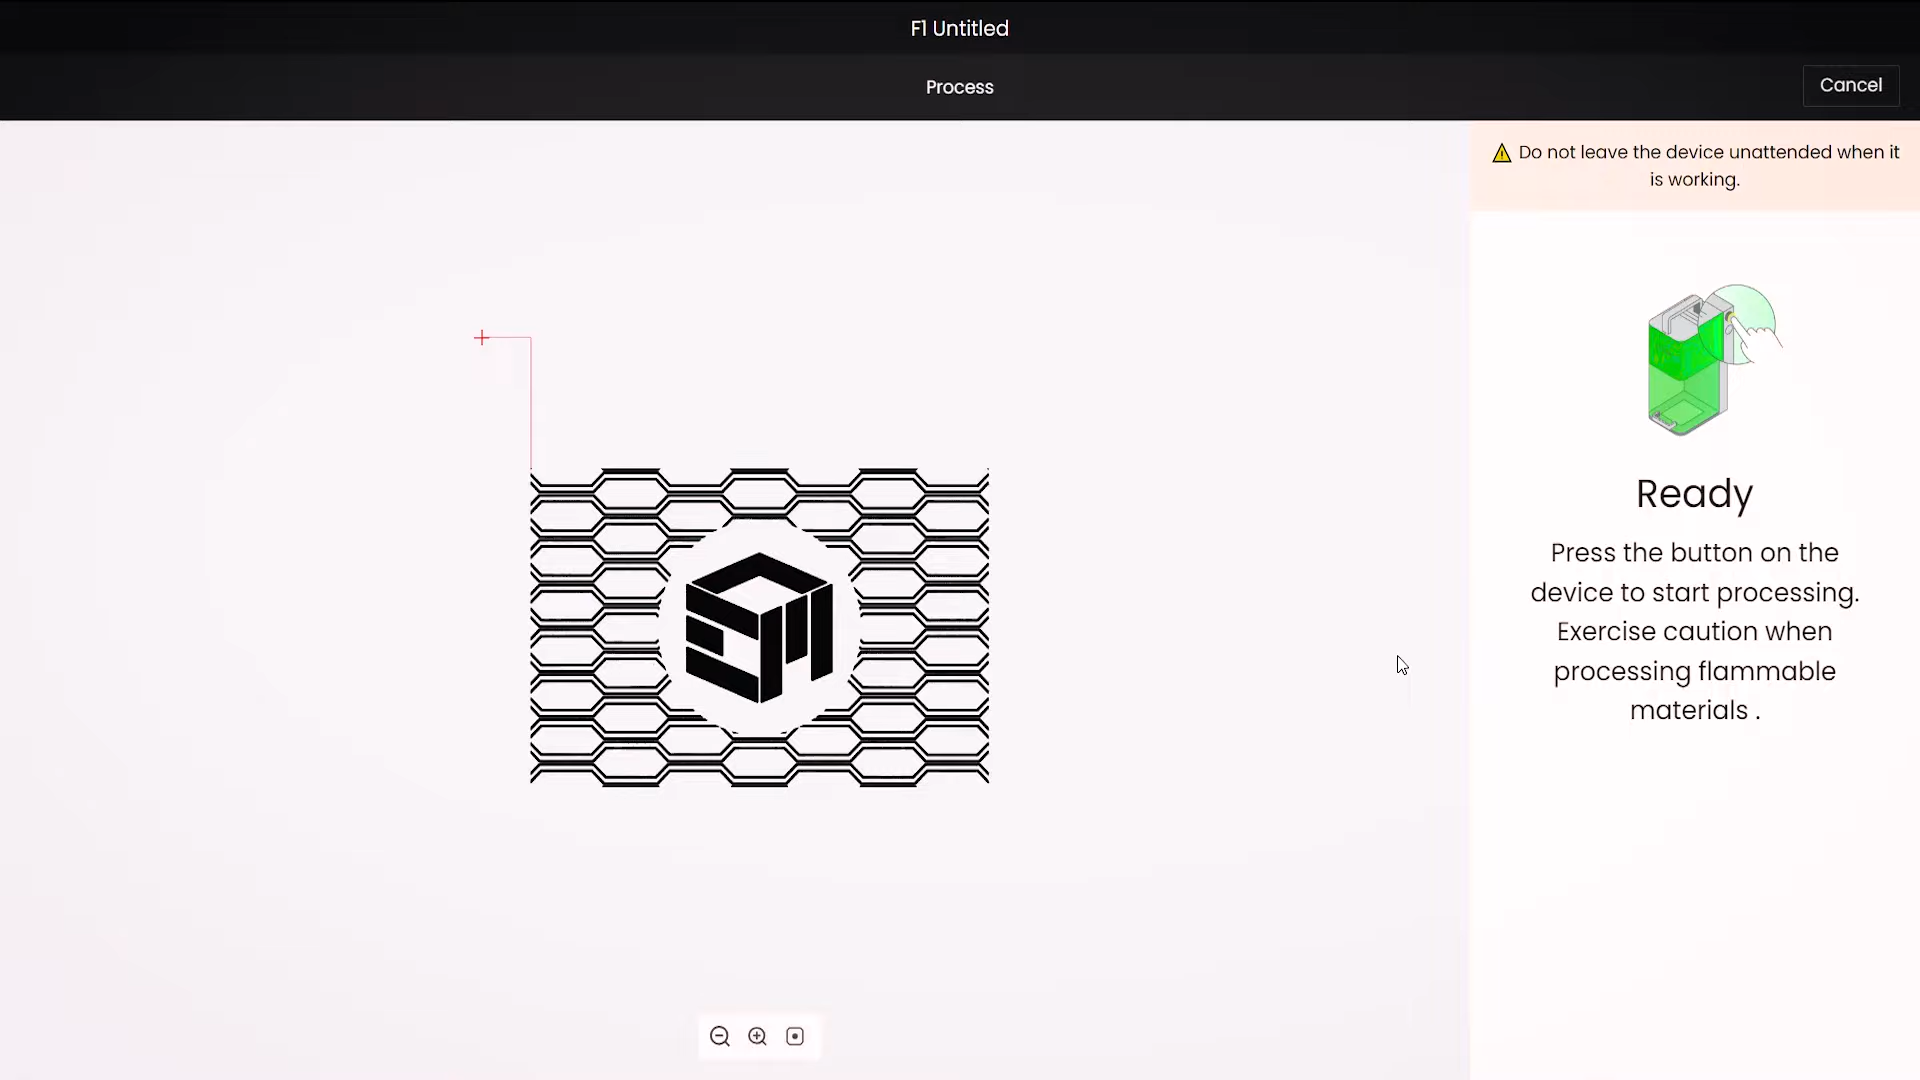 F1 Untitled
Process
Cancel
Do not leave the device unattended when it
is working.
Ready
Press the button on the
device to start processing.
Exercise caution when
processing flammable
materials .